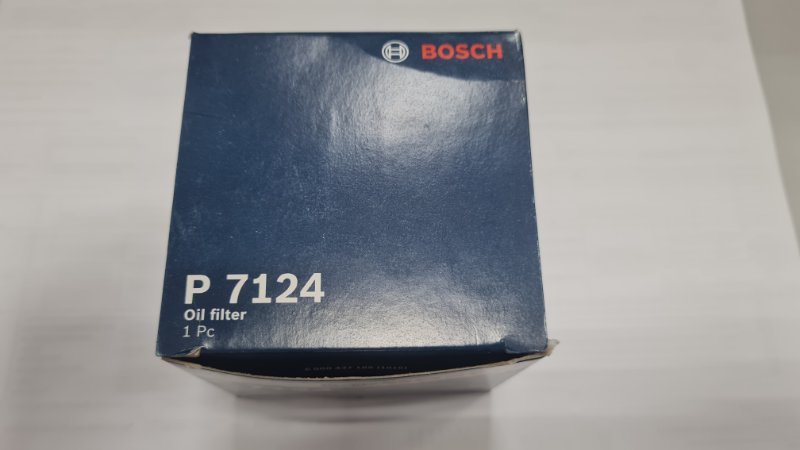 BOSCH
P 7124
Oil filter
1 Pc